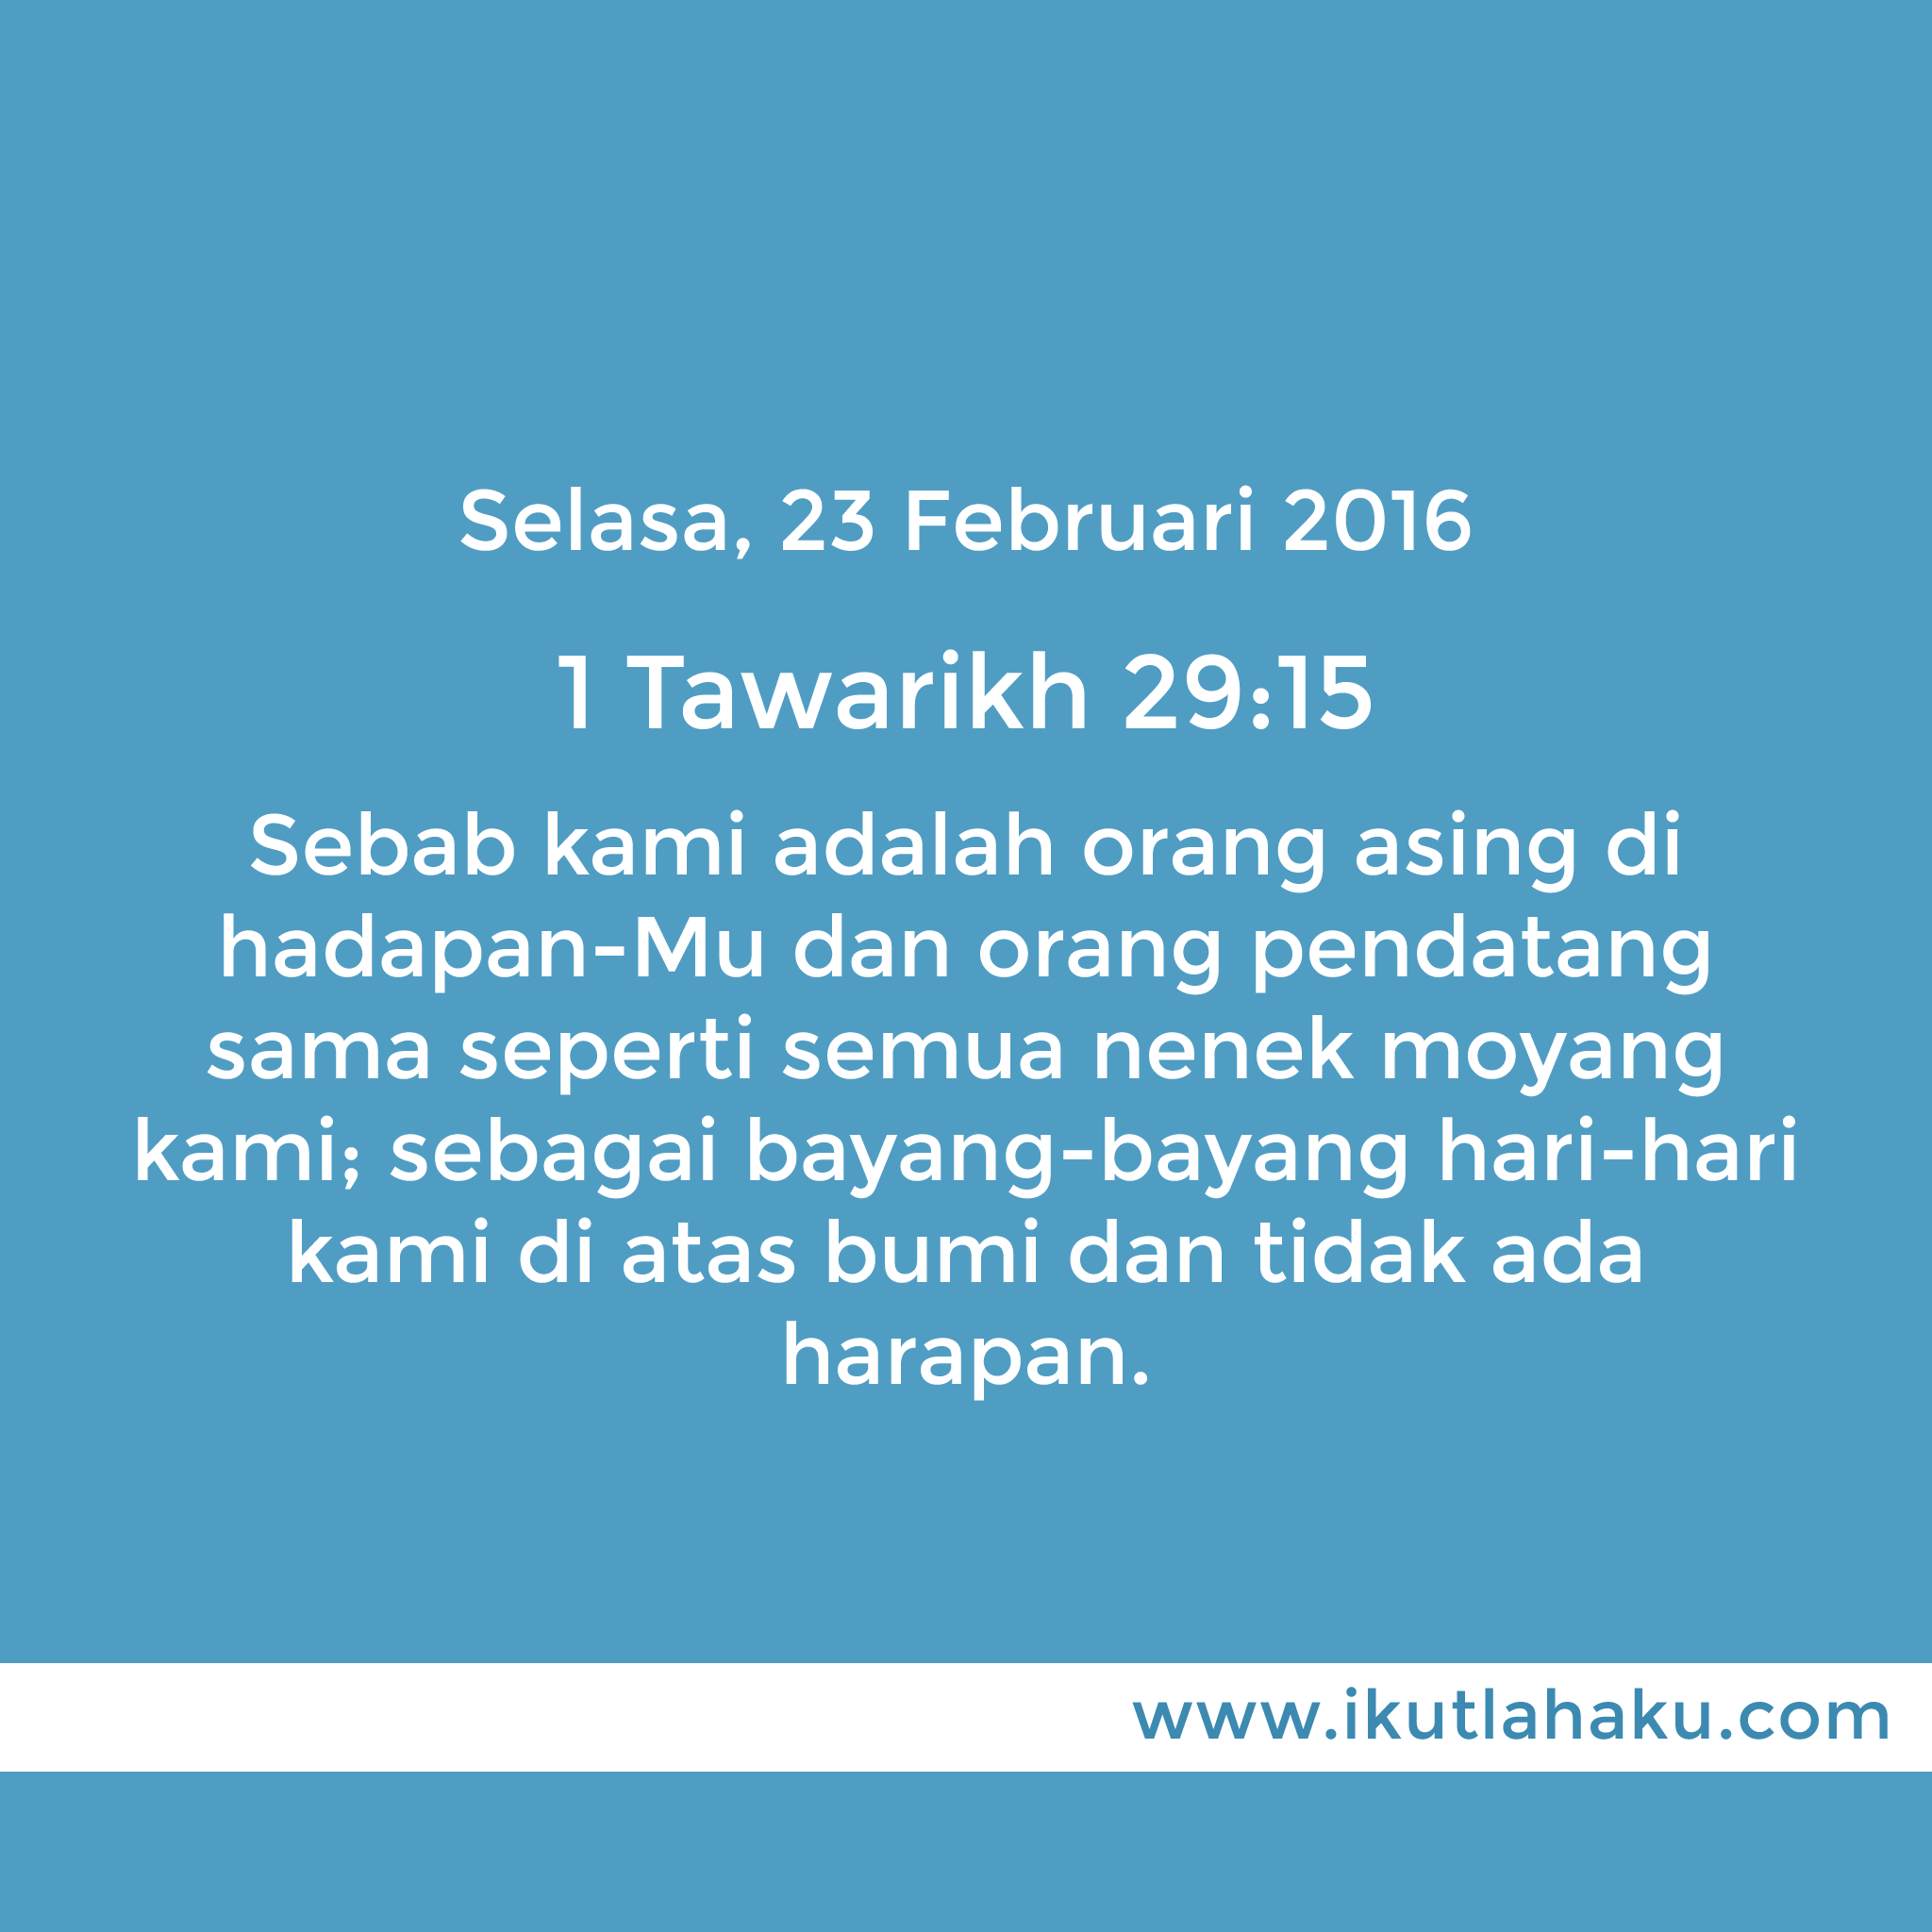 Selasa, 23 Februari 2016
1 Tawarikh 29:15
Sebab kami adalah orang asing di
hadapan-Mu dan orang pendatang
sama seperti semua nenek moyang
kami; sebagai bayang-bayang hari-hari
kami di atas bumi dan tidak ada
harapan.
www.ikutlahaku.com